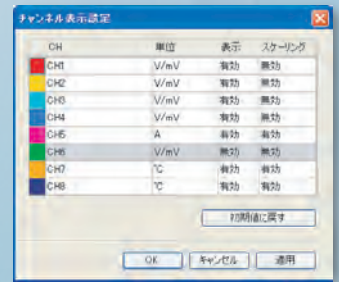 チャンネル表示設定
CH 単位 表示 スケーリング
CH1 V/mV 有効 無効
CH2 V/mV 有効 無効
CH3 V/mV 有効 無効
CH4 V/mV 有効 無効
CH5 A 有効 有効
CH6 V/mV 無効 無効
CH7 ℃ 有効 有効
CH8 ℃ 有効 有効
初期値に戻す
OK キャンセル 適用